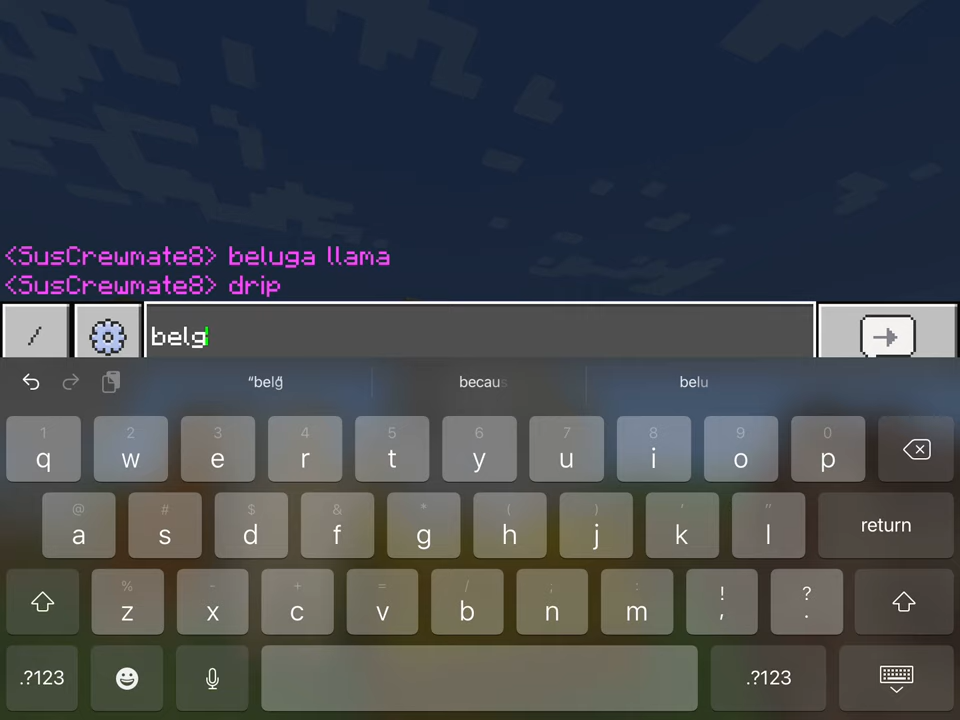 <SusCrewmate8> beluga llama
<SusCrewmate8> drip
/ belg
"belg" becaus belu
1 2 3 4 5 6 7 8 9 0
q w e r t y u i o p
@ # $ & * ( ) ' "
a s d f g h j k l return
% - + = / ; : ! ?
z x c v b n m , .
.?123 .?123